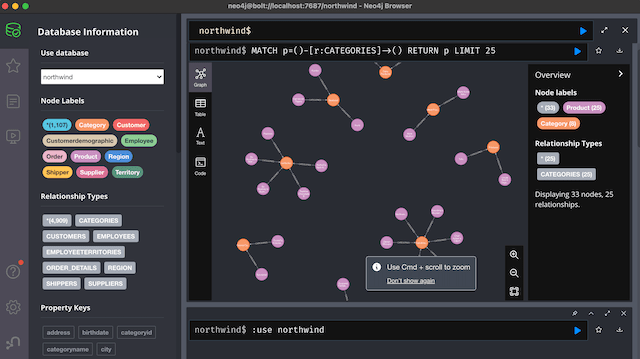 neo4j@bolt://localhost:7687/northwind - Neo4j Browser
Database Information
Use database
northwind
Node Labels
*(1,107) Category Customer
Customerdemographic Employee
Order Product Region
Shipper Supplier Territory
Relationship Types
*(4,909) CATEGORIES
CUSTOMERS EMPLOYEES
EMPLOYEETERRITORIES
ORDER_DETAILS REGION
SHIPPERS SUPPLIERS
Property Keys
address birthdate categoryid
categoryname city
northwind$
northwind$ MATCH p=()-[r:CATEGORIES]→() RETURN p LIMIT 25
Graph
Table
Text
Code
Overview
Node labels
* (33) Product (25)
Category (8)
Relationship Types
* (25)
CATEGORIES (25)
Displaying 33 nodes, 25
relationships.
Use Cmd + scroll to zoom
Don't show again
northwind$ :use northwind